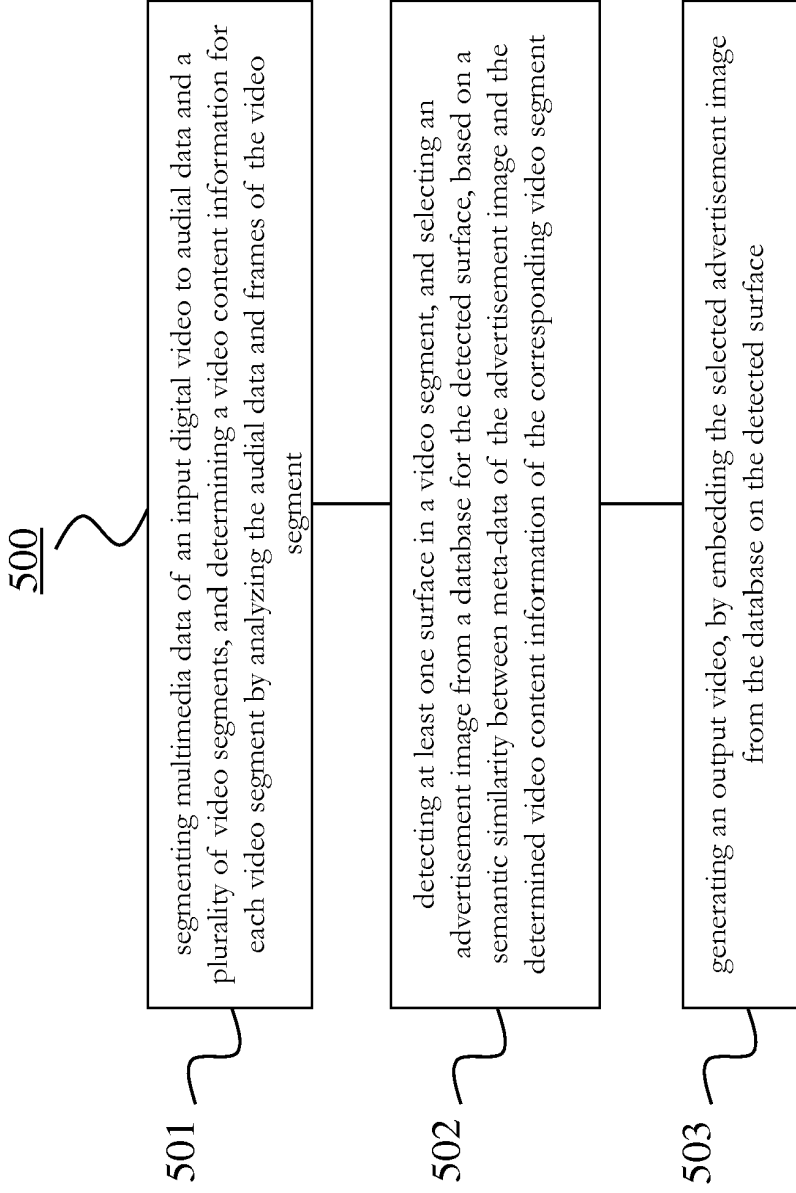 500
501
segmenting multimedia data of an input digital video to audial data and a
plurality of video segments, and determining a video content information for
each video segment by analyzing the audial data and frames of the video
segment
502
detecting at least one surface in a video segment, and selecting an
advertisement image from a database for the detected surface, based on a
semantic similarity between meta-data of the advertisement image and the
determined video content information of the corresponding video segment
503
generating an output video, by embedding the selected advertisement image
from the database on the detected surface